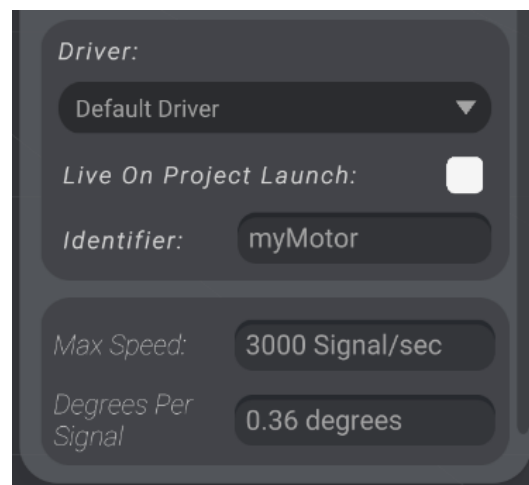 Driver:
Default Driver
Live On Project Launch:
Identifier:
myMotor
Max Speed:
3000 Signal/sec
Degrees Per
Signal
0.36 degrees